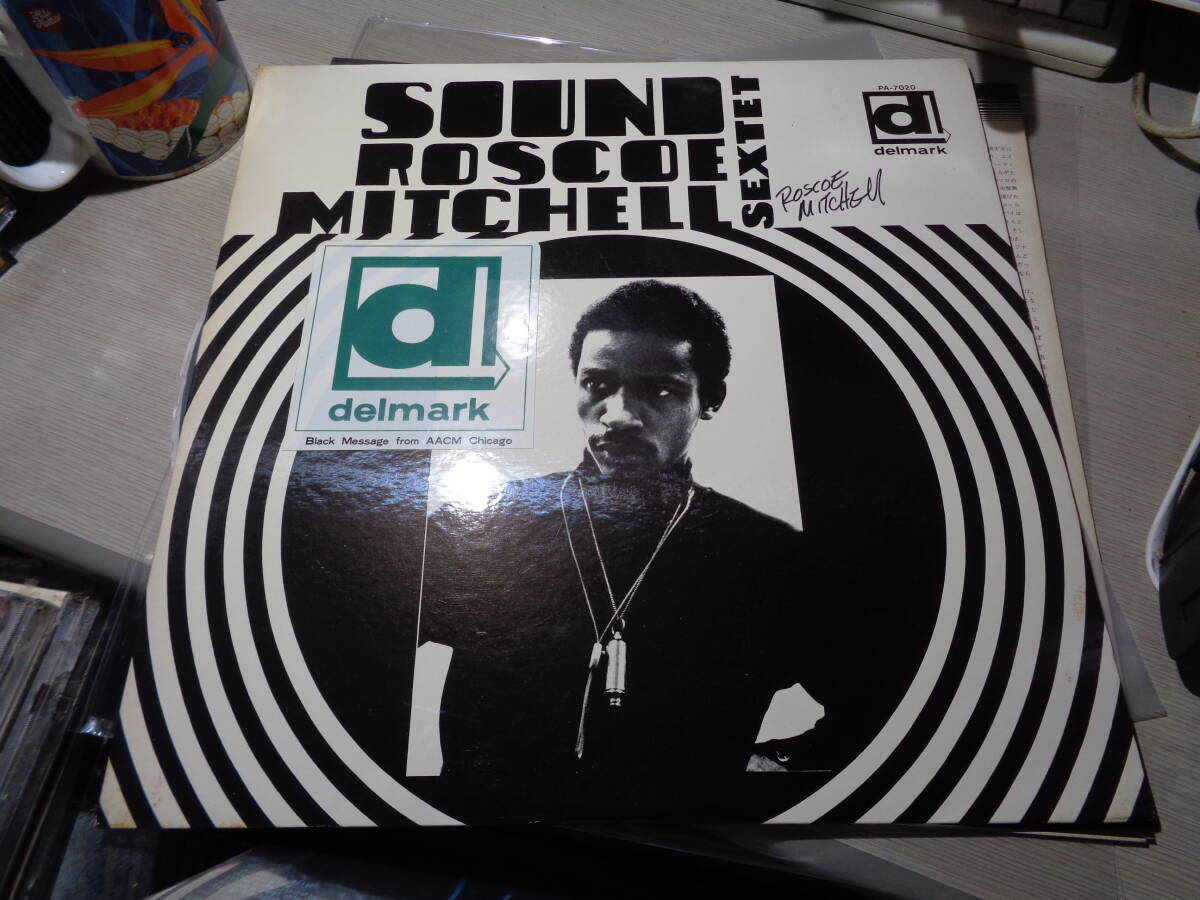 SOUND
ROSCOE
MITCHELL
SEXTET
PA-7020
d
delmark
ROSCOE
MITCHELL
d
delmark
Black Message from AACM Chicago